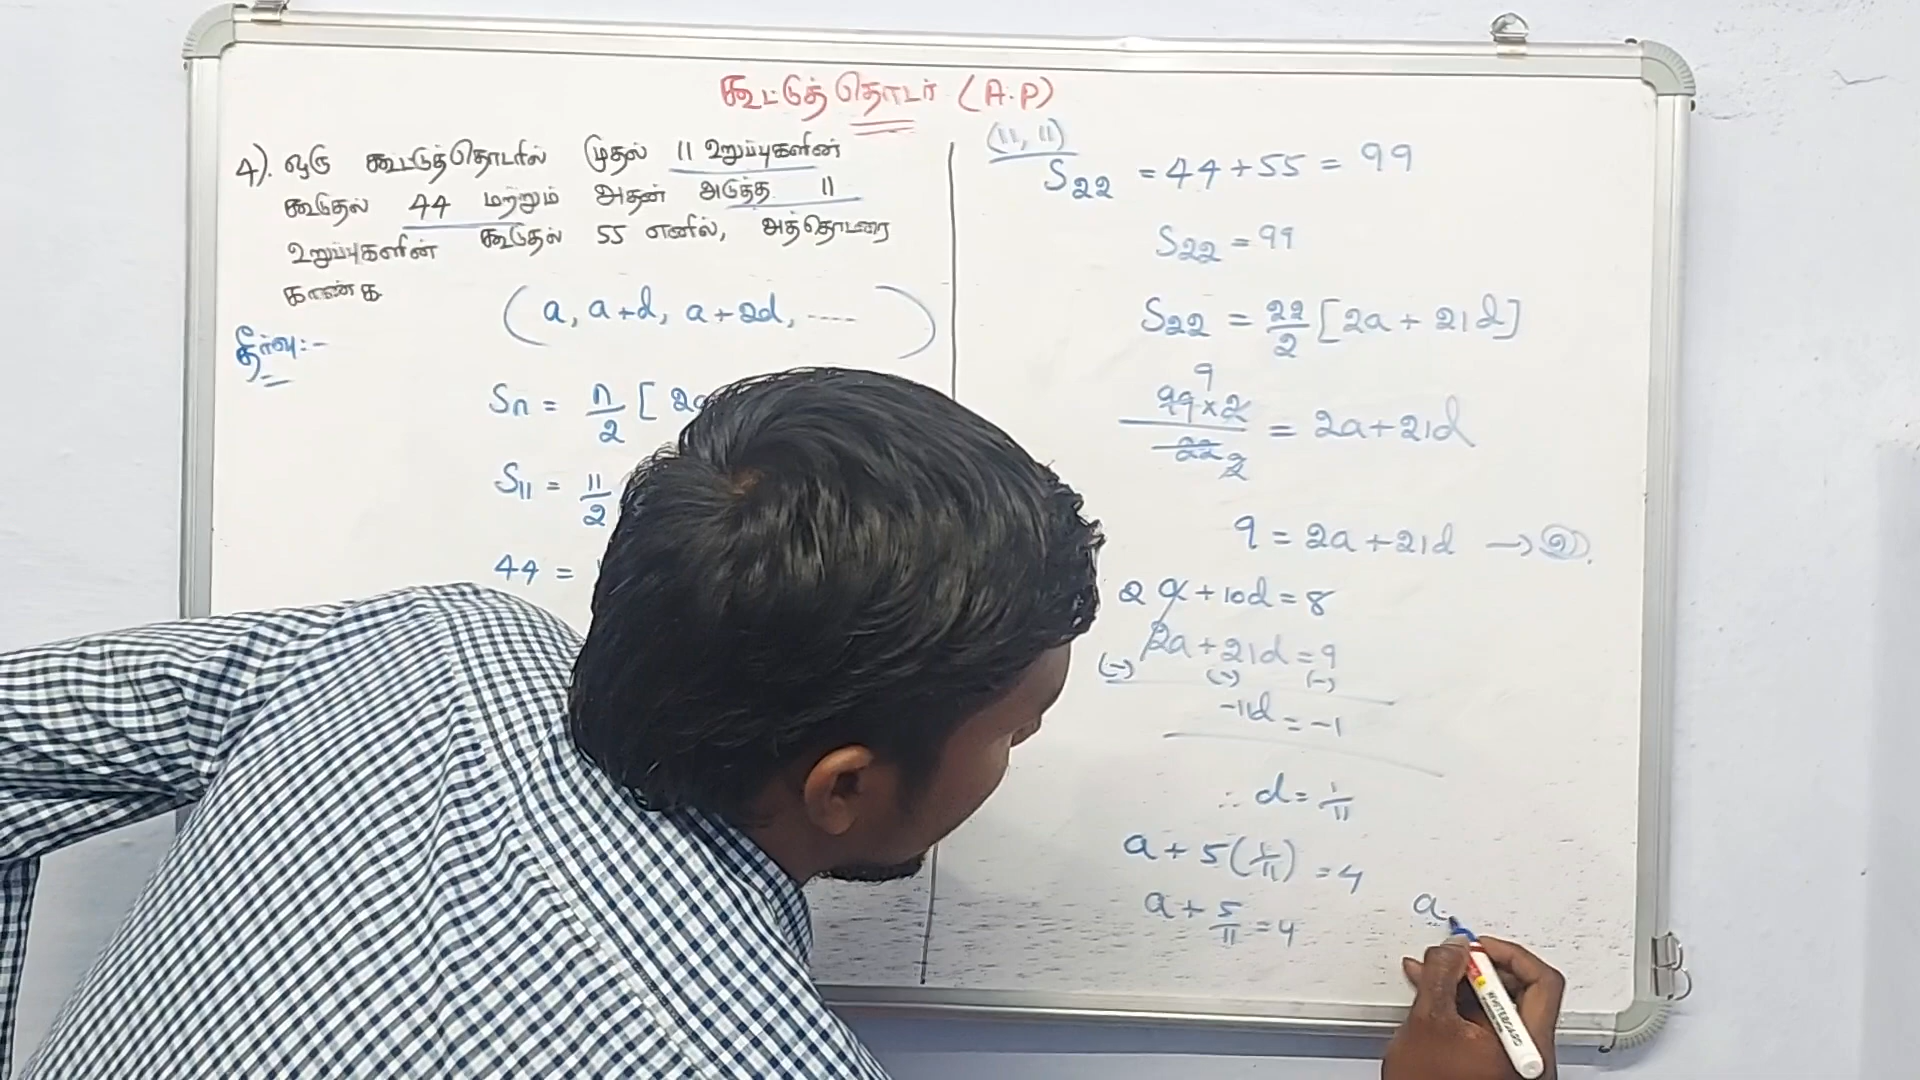 கூட்டுத் தொடர் (A.P)
4). ஒரு கூட்டுத்தொடரில் முதல் 11 உறுப்புகளின்
கூடுதல் 44 மற்றும் அதன் அடுத்த 11
உறுப்புகளின் கூடுதல் 55 எனில், அத்தொடரை
காண்க
தீர்வு:-
(a, a+d, a+2d, ....)
Sn = n/2 [2a
S11 = 11/2
44 =
(11, 11)
S22 = 44+55 = 99
S22 = 99
S22 = 22/2 [2a + 21d]
9
99×2/22 2 = 2a+21d
9 = 2a+21d → (2).
2a+10d=8
2a+21d=9
(-) (-) (-)
-11d = -1
∴ d = 1/11
a + 5(1/11) = 4
a + 5/11 = 4
a